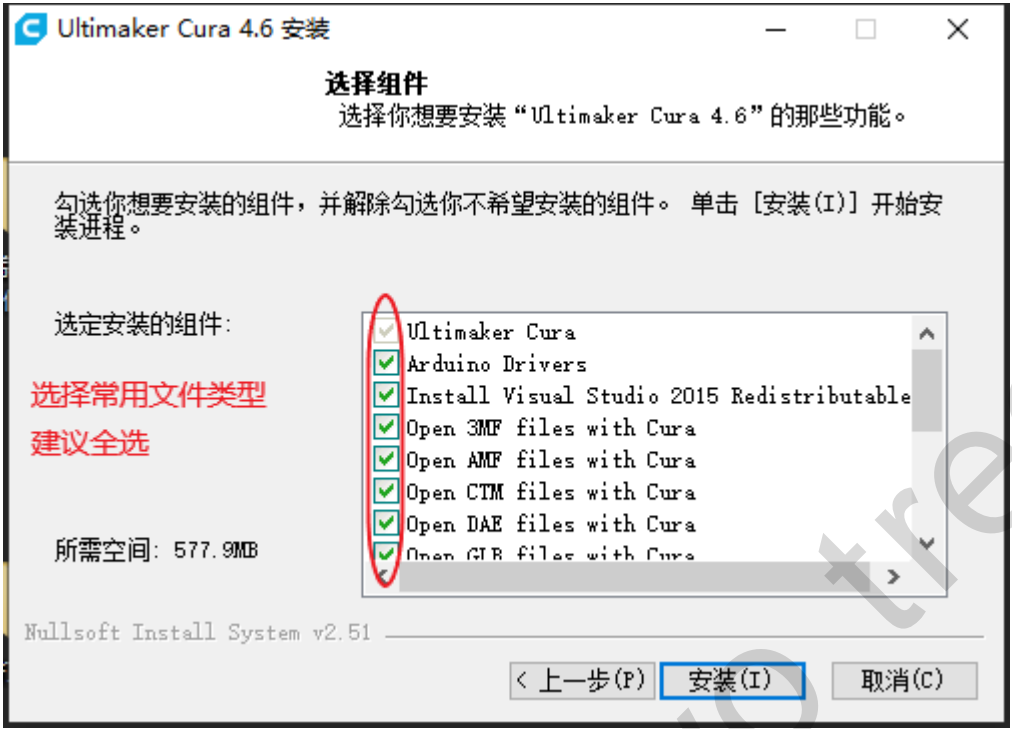 Ultimaker Cura 4.6 安装
选择组件
选择你想要安装“Ultimaker Cura 4.6”的那些功能。
勾选你想要安装的组件，并解除勾选你不希望安装的组件。 单击 [安装(I)] 开始安
装进程。
选定安装的组件:
Ultimaker Cura
Arduino Drivers
Install Visual Studio 2015 Redistributable
Open 3MF files with Cura
Open AMF files with Cura
Open CTM files with Cura
Open DAE files with Cura
Open GLB files with Cura
选择常用文件类型
建议全选
所需空间: 577.9MB
Nullsoft Install System v2.51
< 上一步(P)
安装(I)
取消(C)